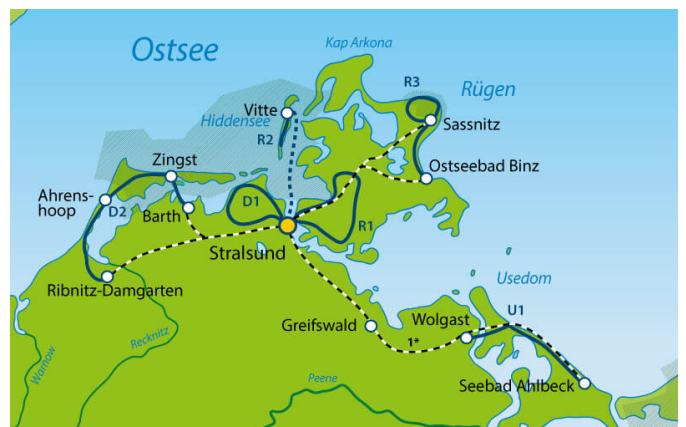 Kap Arkona
Ostsee
R3
Rügen
Vitte
Hiddensee
Sassnitz
R2
Zingst
Ostseebad Binz
Ahrens-
hoop
D2
Barth
D1
R1
Stralsund
Usedom
Ribnitz-Damgarten
U1
Greifswald
Wolgast
1*
Recknitz
Warnow
Peene
Seebad Ahlbeck